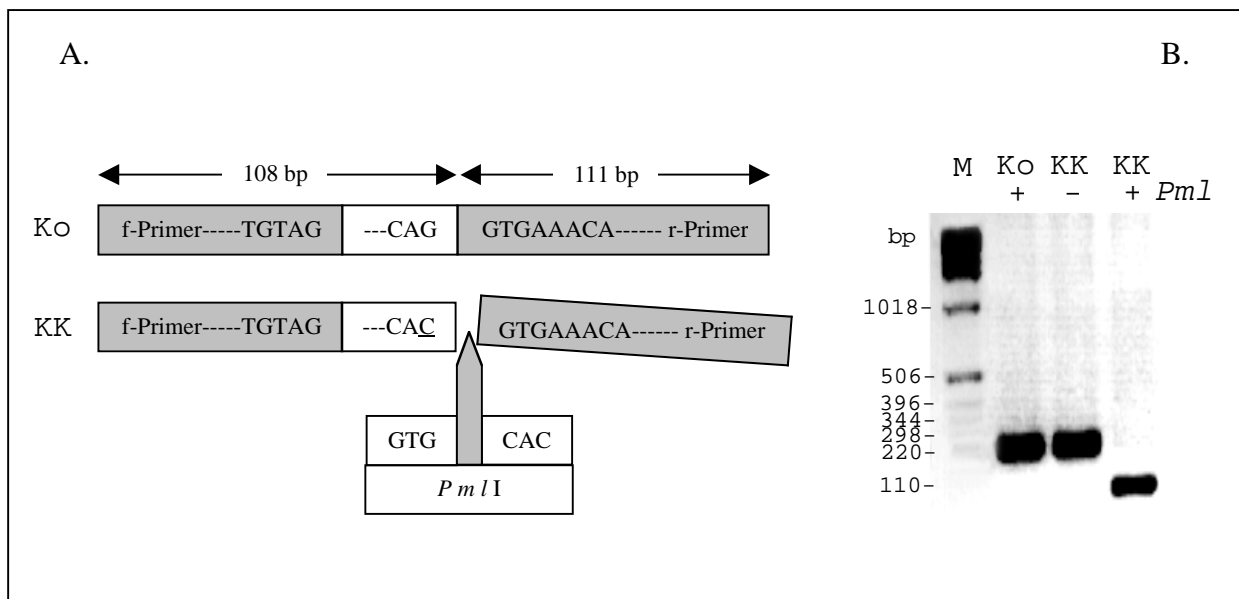 A.
B.
108 bp
111 bp
Ko
f-Primer-----TGTAG
---CAG
GTGAAACA------ r-Primer
KK
f-Primer-----TGTAG
---CAC
GTGAAACA------ r-Primer
GTG
CAC
P m l I
M Ko KK KK
+ - + Pml
bp
1018-
506-
396-
344-
298-
220-
110-